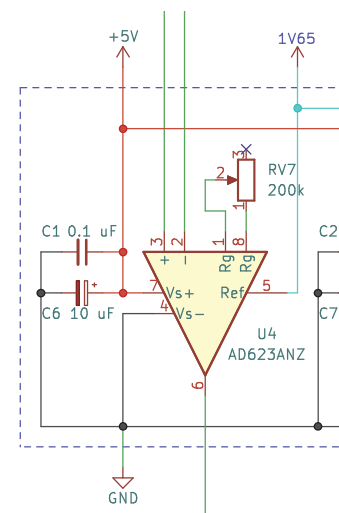 +5V
1V65
3
2
RV7
200k
1
C1 0.1 uF
3
2
1
8
C2
+
−
Rg
Rg
+
7
Vs+
Ref
5
C6 10 uF
4
Vs−
C7
U4
AD623ANZ
6
GND